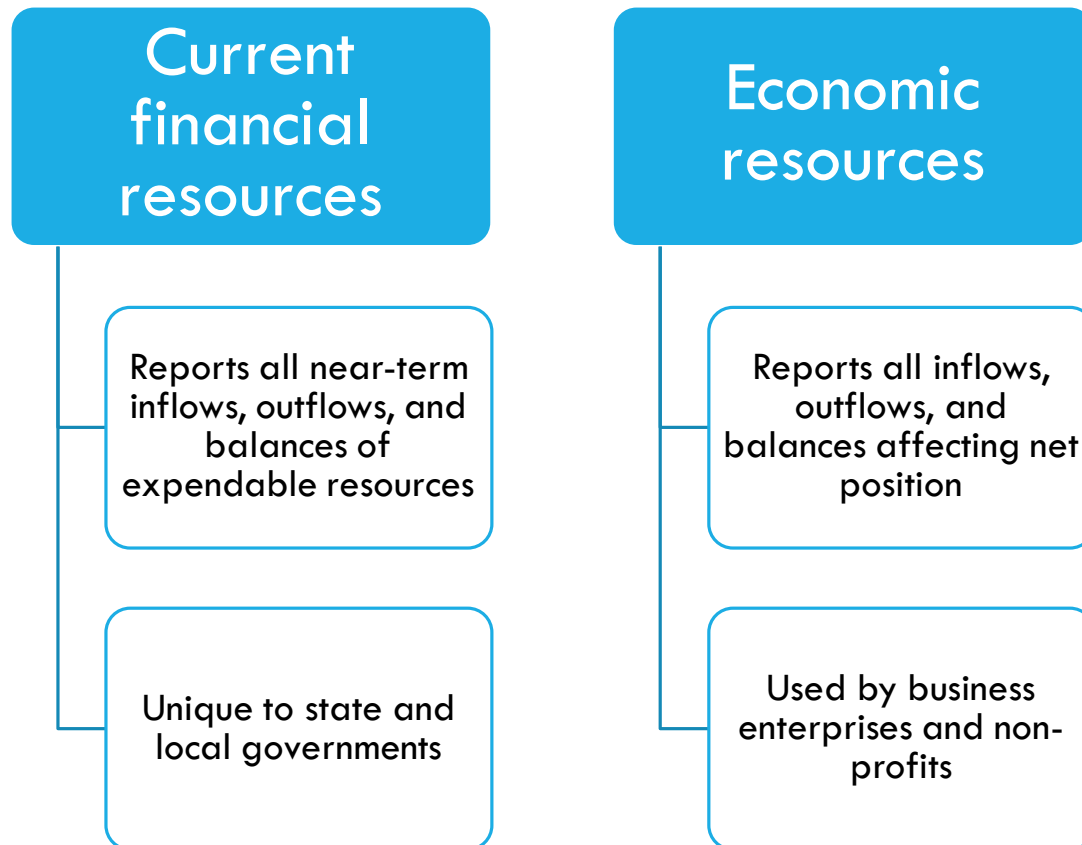 Current
financial
resources
Reports all near-term
inflows, outflows, and
balances of
expendable resources
Unique to state and
local governments
Economic
resources
Reports all inflows,
outflows, and
balances affecting net
position
Used by business
enterprises and non-
profits